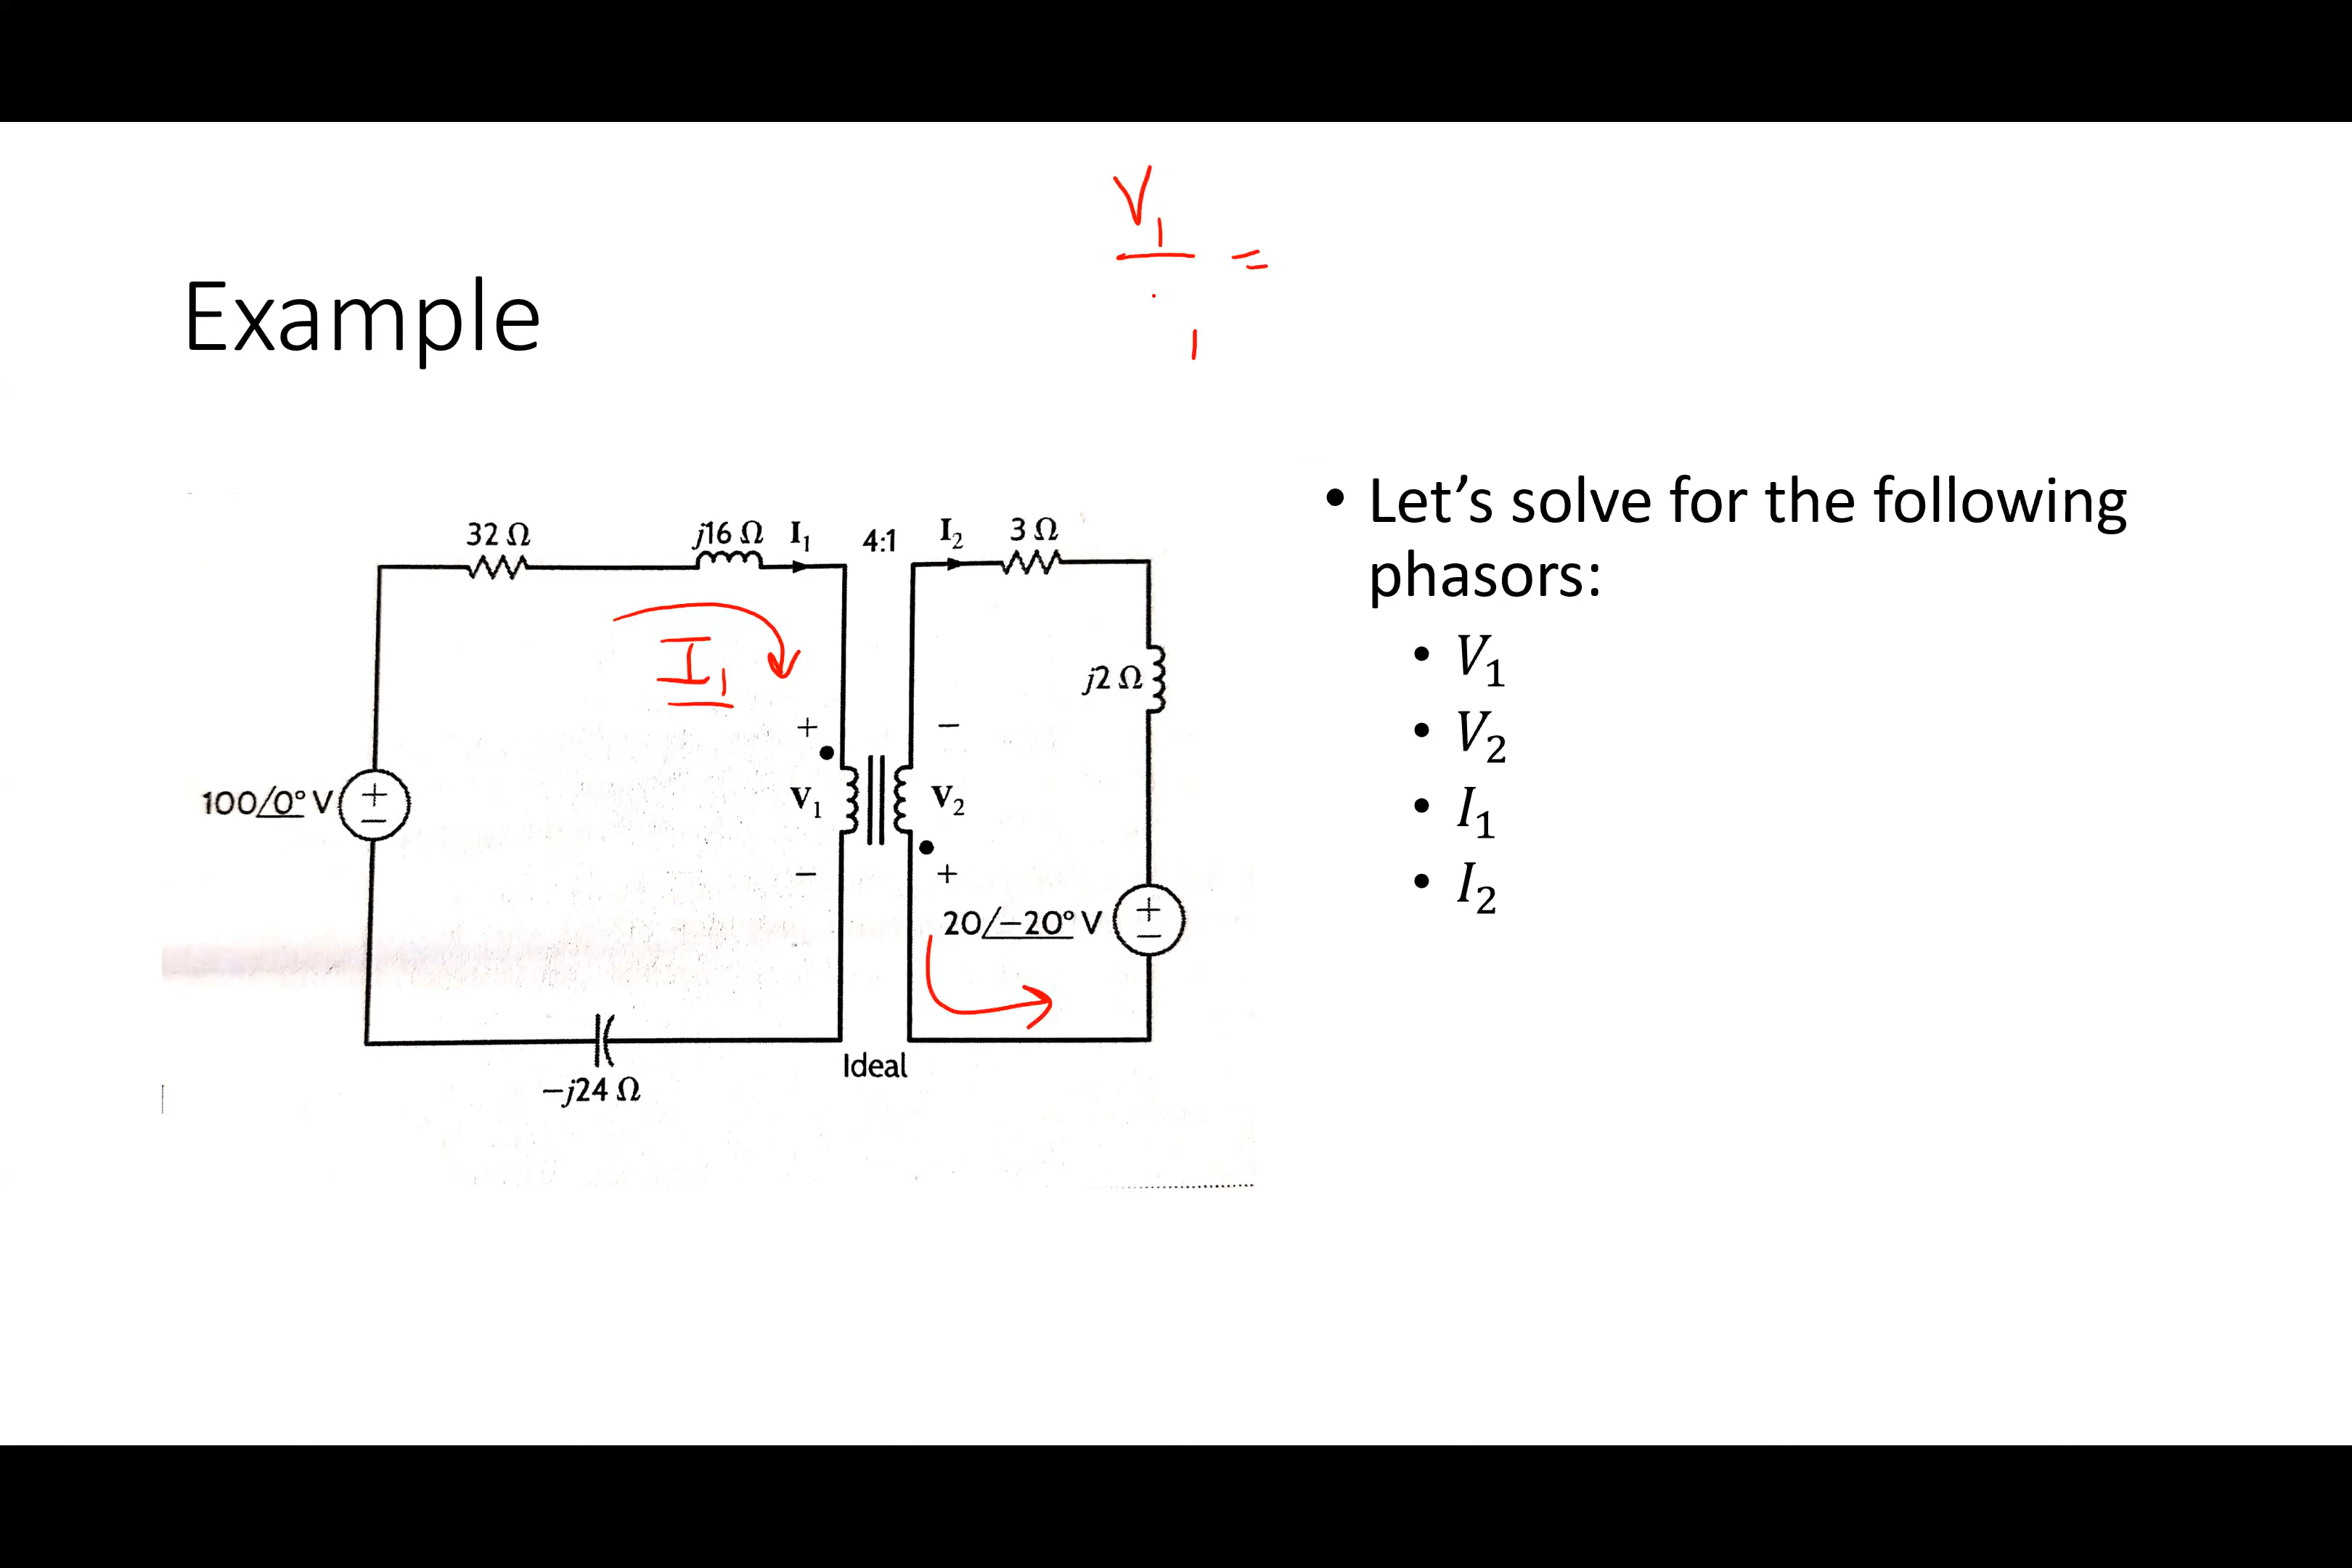 V1
=
1
Example
32 Ω
j16 Ω
I1
4:1
I2
3 Ω
I1
j2 Ω
+
−
100/0° V
+
−
V1
V2
−
+
20/−20° V
+
−
Ideal
−j24 Ω
• Let’s solve for the following
phasors:
• V1
• V2
• I1
• I2